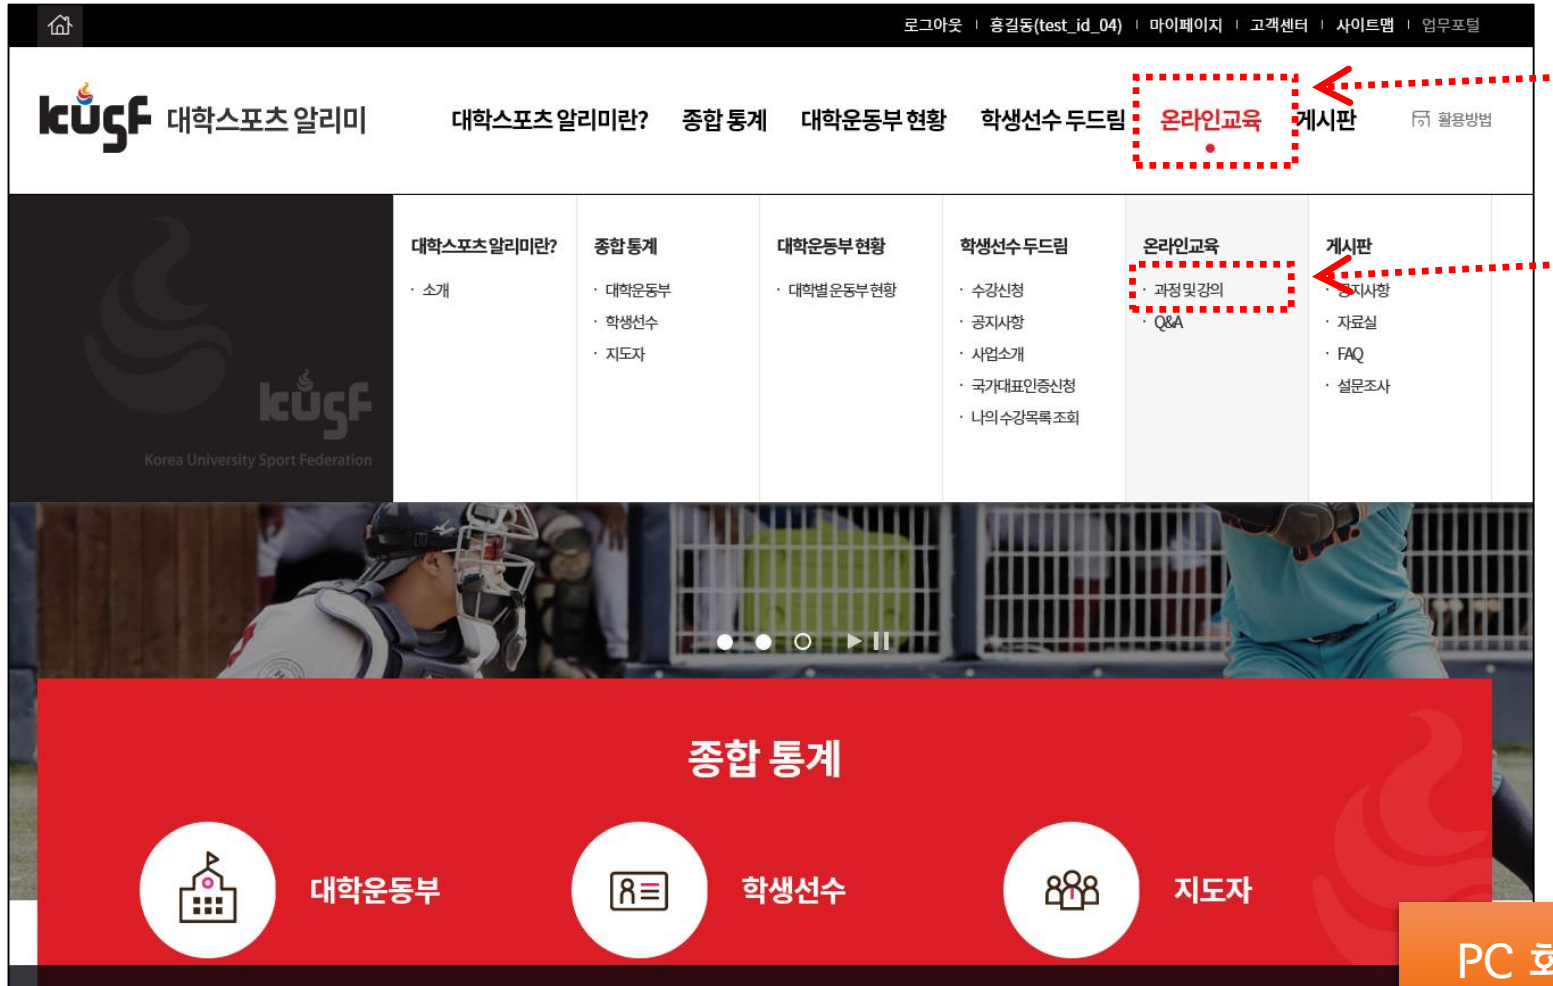 로그아웃 홍길동(test_id_04) 마이페이지 고객센터 사이트맵 업무포털
kusf 대학스포츠 알리미 대학스포츠 알리미란? 종합 통계 대학운동부 현황 학생선수 두드림 온라인교육 게시판 활용방법
대학스포츠 알리미란? 종합 통계 대학운동부 현황 학생선수 두드림 온라인교육 게시판
· 소개 · 대학운동부 · 대학별 운동부 현황 · 수강신청 · 과정 및 강의 · 공지사항
· 학생선수 · 공지사항 · Q&A · 자료실
· 지도자 · 사업소개 · FAQ
· 국가대표인증신청 · 설문조사
· 나의 수강목록 조회
kusf
Korea University Sport Federation
종합 통계
대학운동부 학생선수 지도자
PC